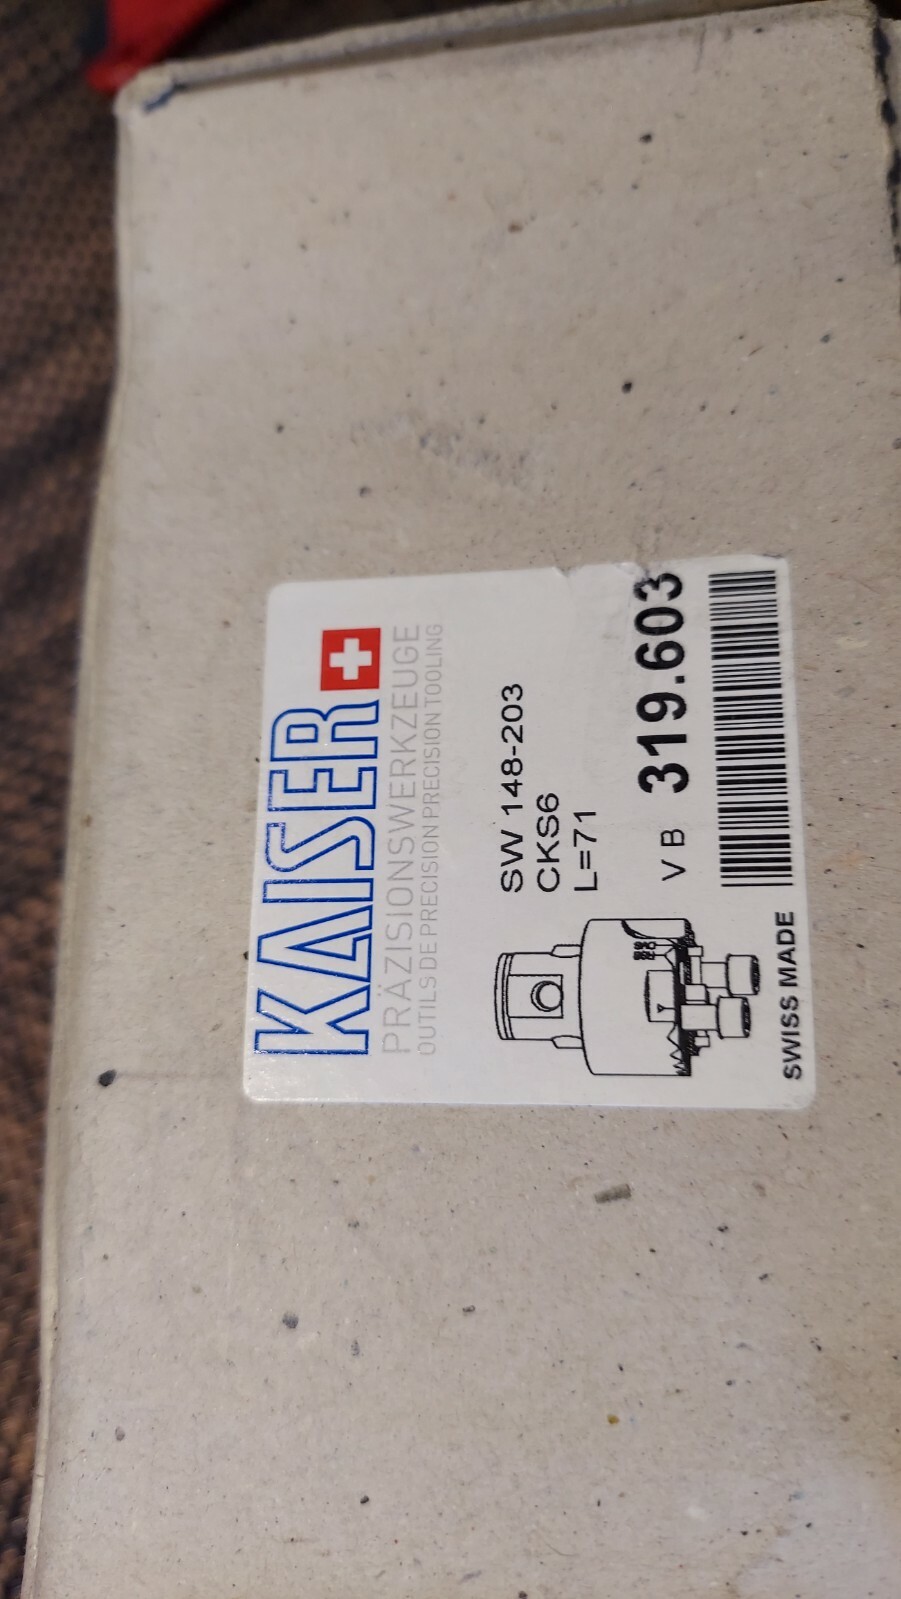 KAISER
PRÄZISIONSWERKZEUGE
OUTILS DE PRECISION PRECISION TOOLING
SW 148-203
CKS6
L=71
VB 319.603
SWISS MADE